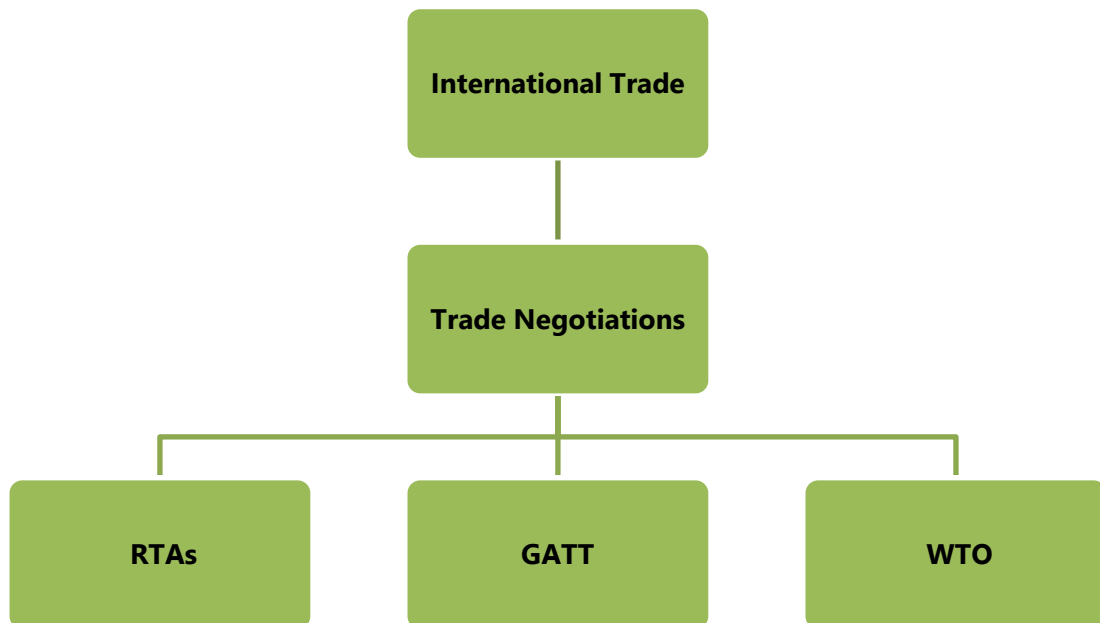 International Trade
Trade Negotiations
RTAs
GATT
WTO